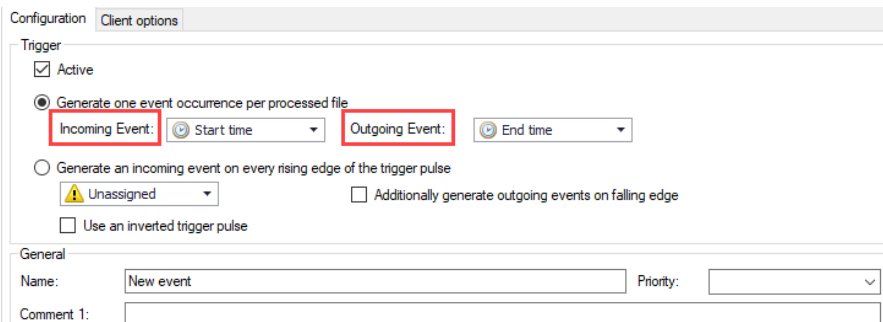 Configuration Client options
Trigger
Active
Generate one event occurrence per processed file
Incoming Event: Start time Outgoing Event: End time
Generate an incoming event on every rising edge of the trigger pulse
Unassigned Additionally generate outgoing events on falling edge
Use an inverted trigger pulse
General
Name: New event Priority:
Comment 1: